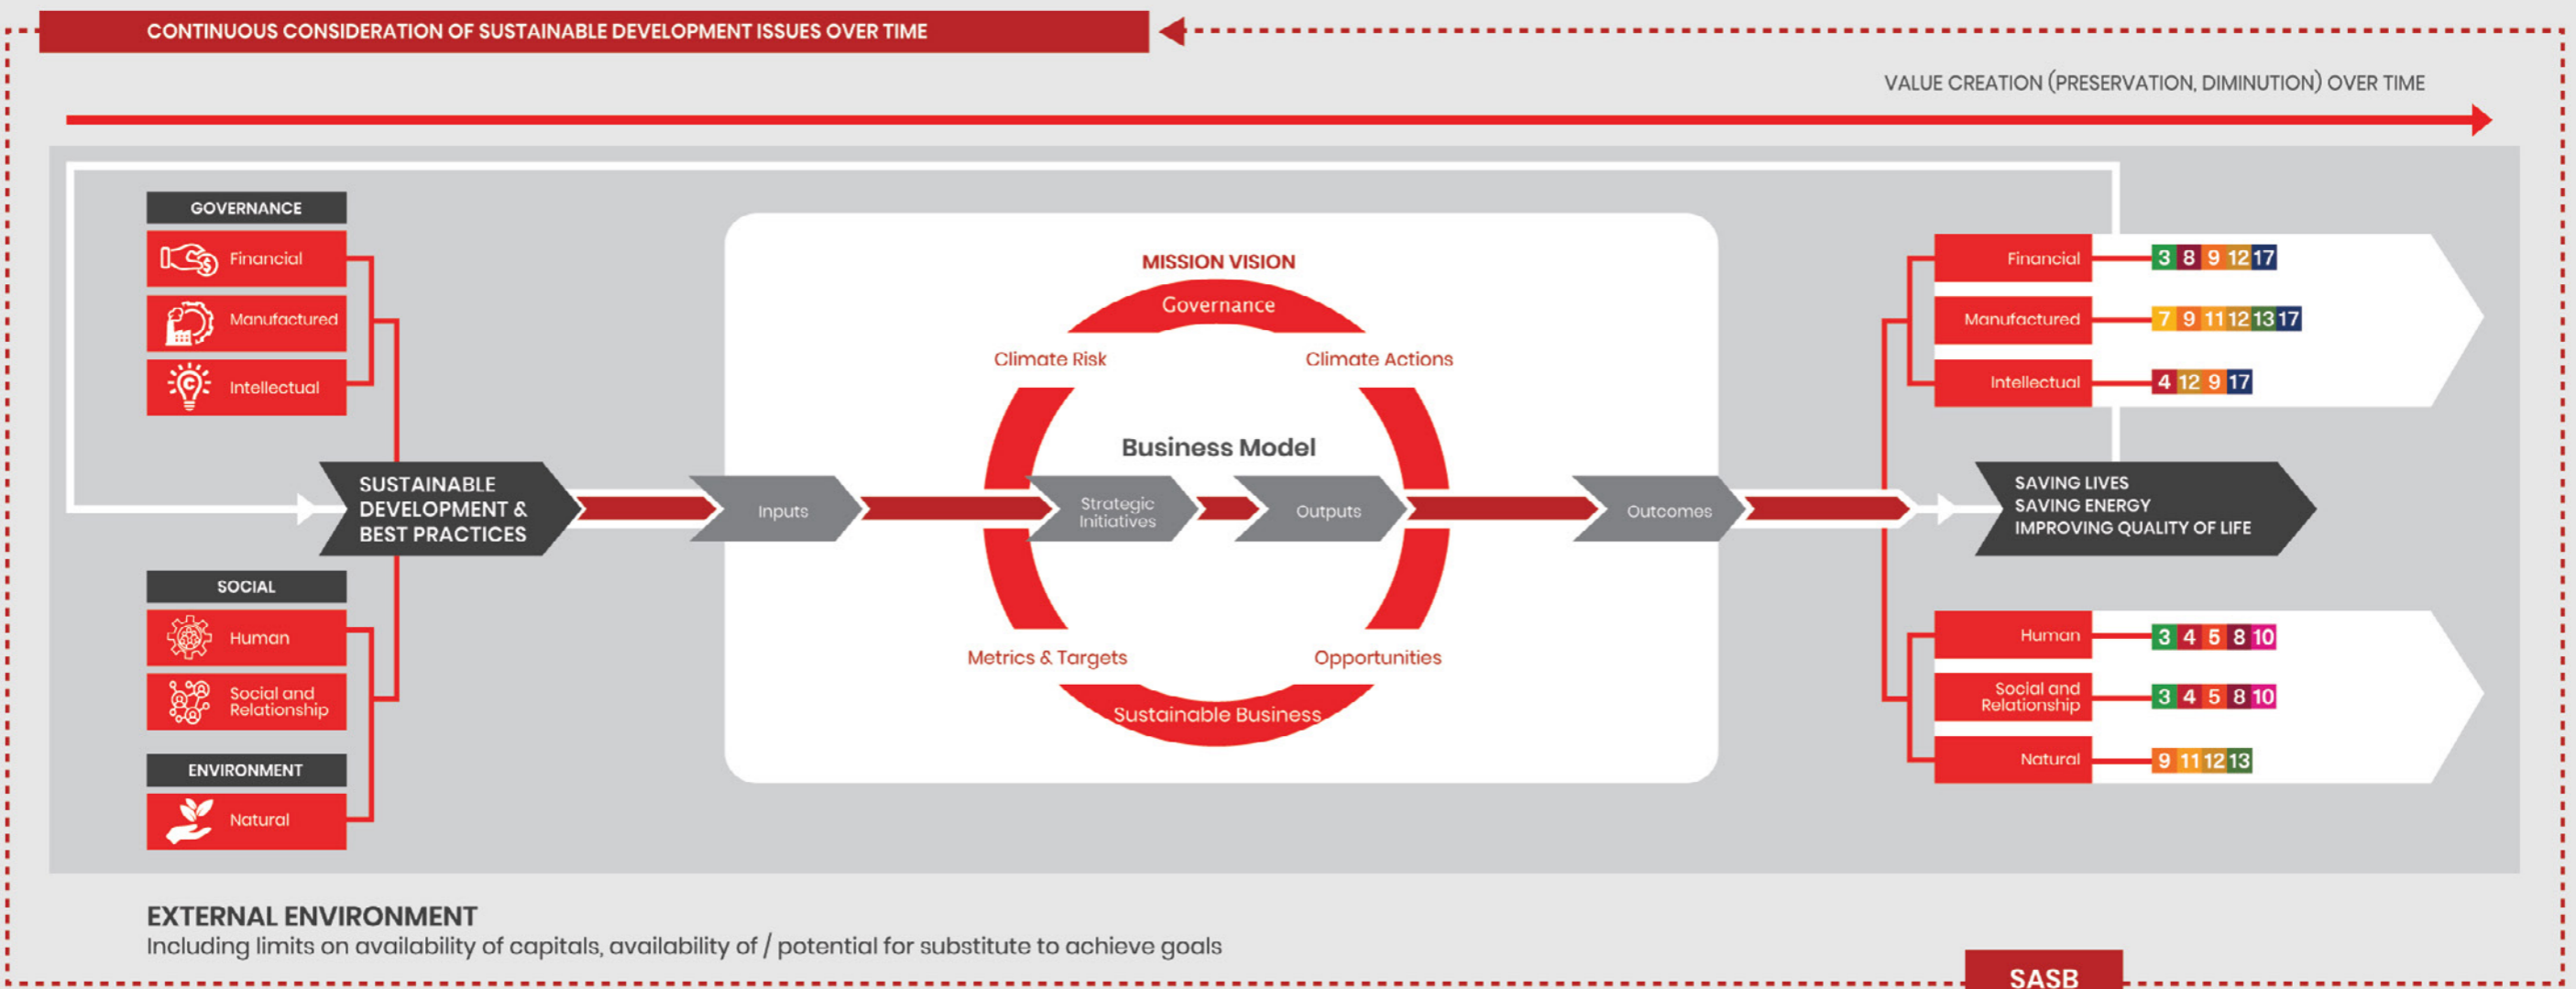 CONTINUOUS CONSIDERATION OF SUSTAINABLE DEVELOPMENT ISSUES OVER TIME
VALUE CREATION (PRESERVATION, DIMINUTION) OVER TIME
GOVERNANCE
Financial
Manufactured
Intellectual
SUSTAINABLE
DEVELOPMENT &
BEST PRACTICES
SOCIAL
Human
Social and
Relationship
ENVIRONMENT
Natural
Inputs
MISSION VISION
Governance
Climate Risk
Climate Actions
Business Model
Strategic
Initiatives
Outputs
Metrics & Targets
Opportunities
Sustainable Business
Outcomes
Financial
3 8 9 12 17
Manufactured
7 9 11 12 13 17
Intellectual
4 12 9 17
SAVING LIVES
SAVING ENERGY
IMPROVING QUALITY OF LIFE
Human
3 4 5 8 10
Social and
Relationship
3 4 5 8 10
Natural
9 11 12 13
EXTERNAL ENVIRONMENT
Including limits on availability of capitals, availability of / potential for substitute to achieve goals
SASB